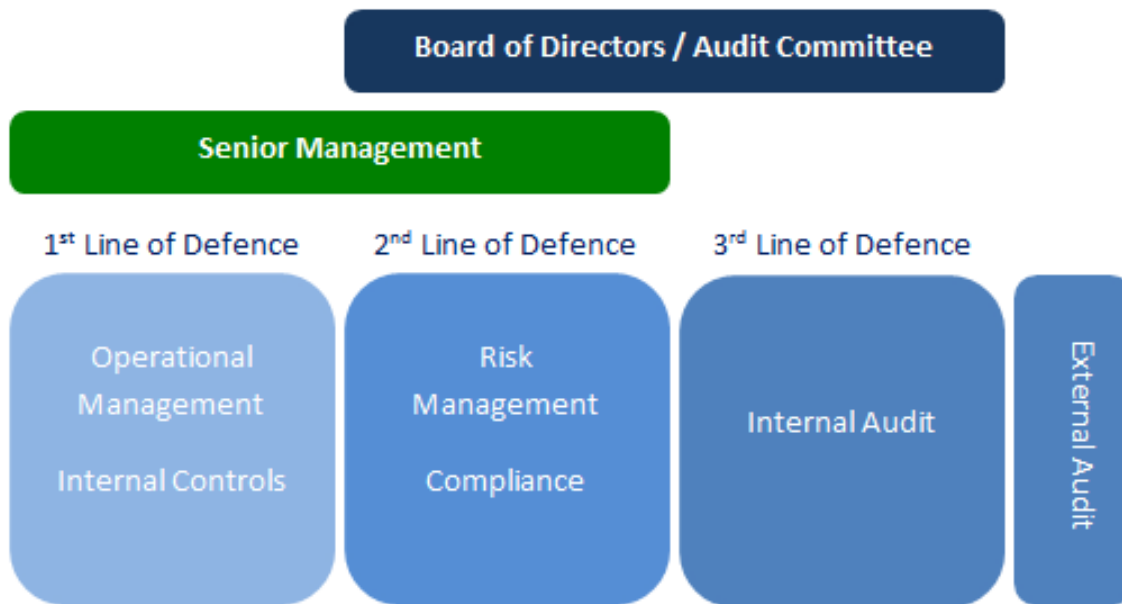 Board of Directors / Audit Committee
Senior Management
1st Line of Defence
2nd Line of Defence
3rd Line of Defence
Operational
Management
Internal Controls
Risk
Management
Compliance
Internal Audit
External Audit